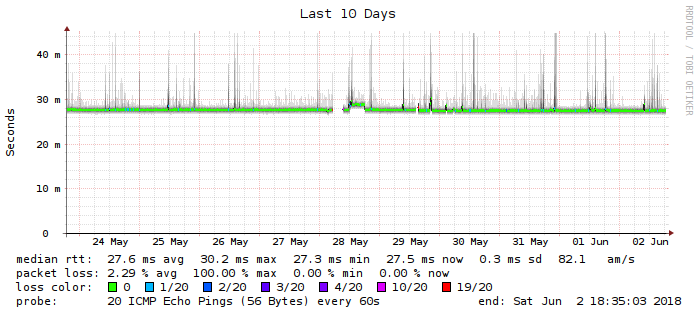 Last 10 Days
RRDTOOL / TOBI OETIKER
Seconds
40 m
30 m
20 m
10 m
0
24 May 25 May 26 May 27 May 28 May 29 May 30 May 31 May 01 Jun 02 Jun
median rtt: 27.6 ms avg 30.2 ms max 27.3 ms min 27.5 ms now 0.3 ms sd 82.1 am/s
packet loss: 2.29 % avg 100.00 % max 0.00 % min 0.00 % now
loss color: 0 1/20 2/20 3/20 4/20 10/20 19/20
probe: 20 ICMP Echo Pings (56 Bytes) every 60s end: Sat Jun 2 18:35:03 2018